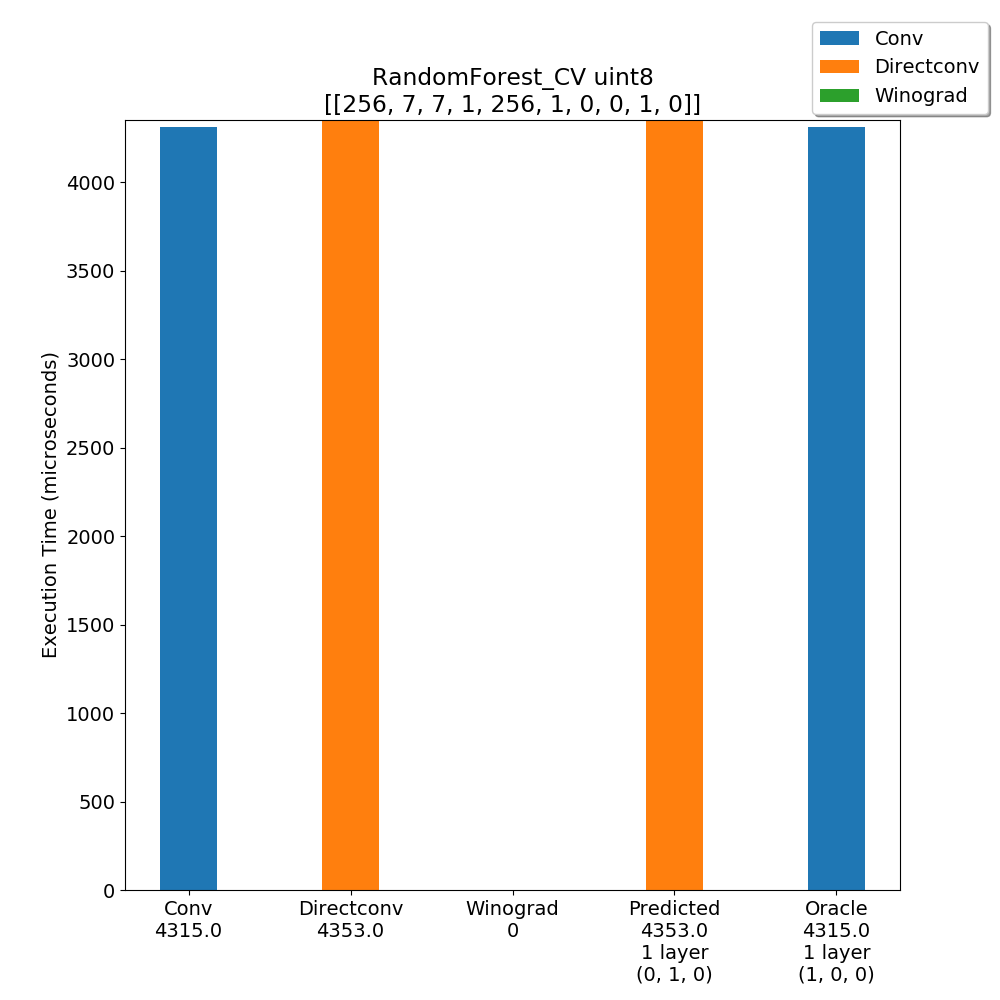 Conv
Directconv
Winograd
RandomForest_CV uint8
[[256, 7, 7, 1, 256, 1, 0, 0, 1, 0]]
Execution Time (microseconds)
4000
3500
3000
2500
2000
1500
1000
500
0
Conv
4315.0
Directconv
4353.0
Winograd
0
Predicted
4353.0
1 layer
(0, 1, 0)
Oracle
4315.0
1 layer
(1, 0, 0)